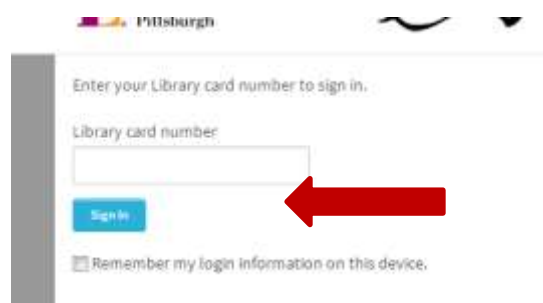 Pittsburgh
Enter your Library card number to sign in.
Library card number
Sign In
Remember my login information on this device.